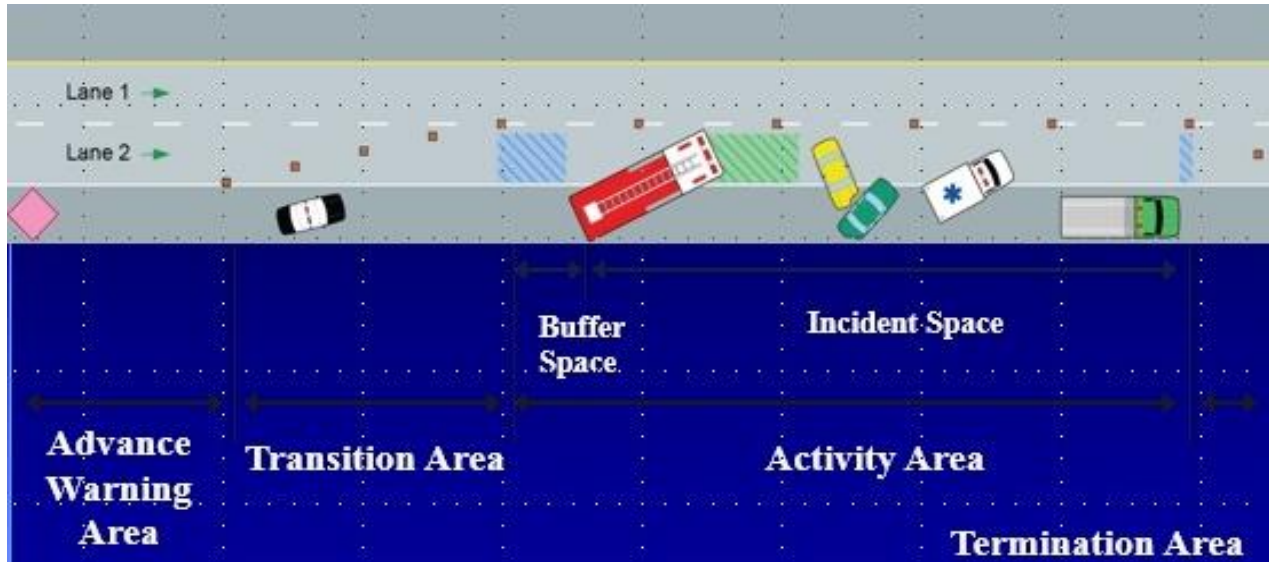 Lane 1
Lane 2
Buffer
Space
Incident Space
Advance
Warning
Area
Transition Area
Activity Area
Termination Area